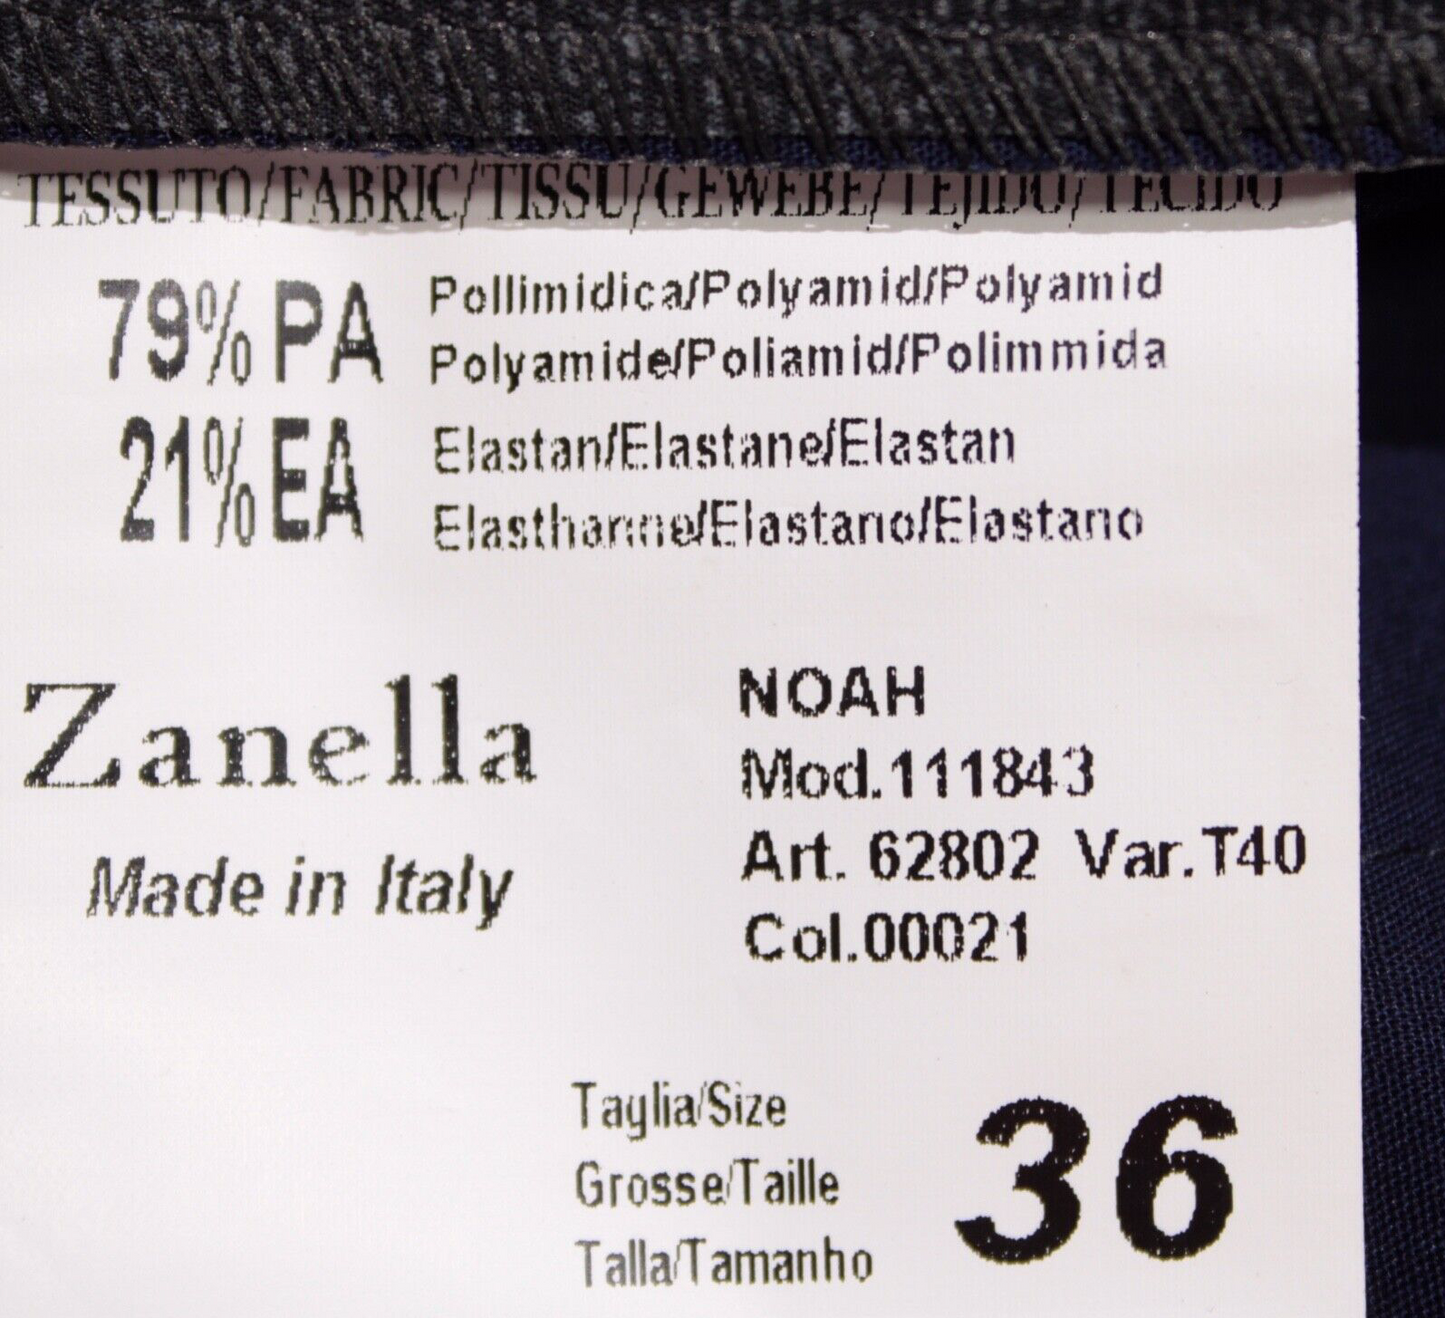 TESSUTO/FABRIC/TISSU/GEWEBE/TEJIDO/TECIDO
79% PA
Pollimidica/Polyamid/Polyamid
Polyamide/Poliamid/Polimmida
21% EA
Elastan/Elastane/Elastan
Elasthanne/Elastano/Elastano
Zanella
Made in Italy
NOAH
Mod.111843
Art. 62802 Var.T40
Col.00021
Taglia/Size
Grosse/Taille
Talla/Tamanho
36